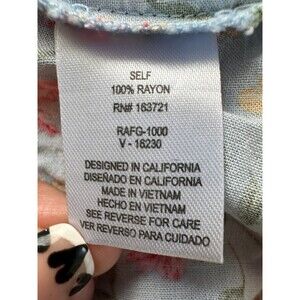 SELF
100% RAYON
RN# 163721
RAFG-1000
V - 16230
DESIGNED IN CALIFORNIA
DISEÑADO EN CALIFORNIA
MADE IN VIETNAM
HECHO EN VIETNAM
SEE REVERSE FOR CARE
VER REVERSO PARA CUIDADO